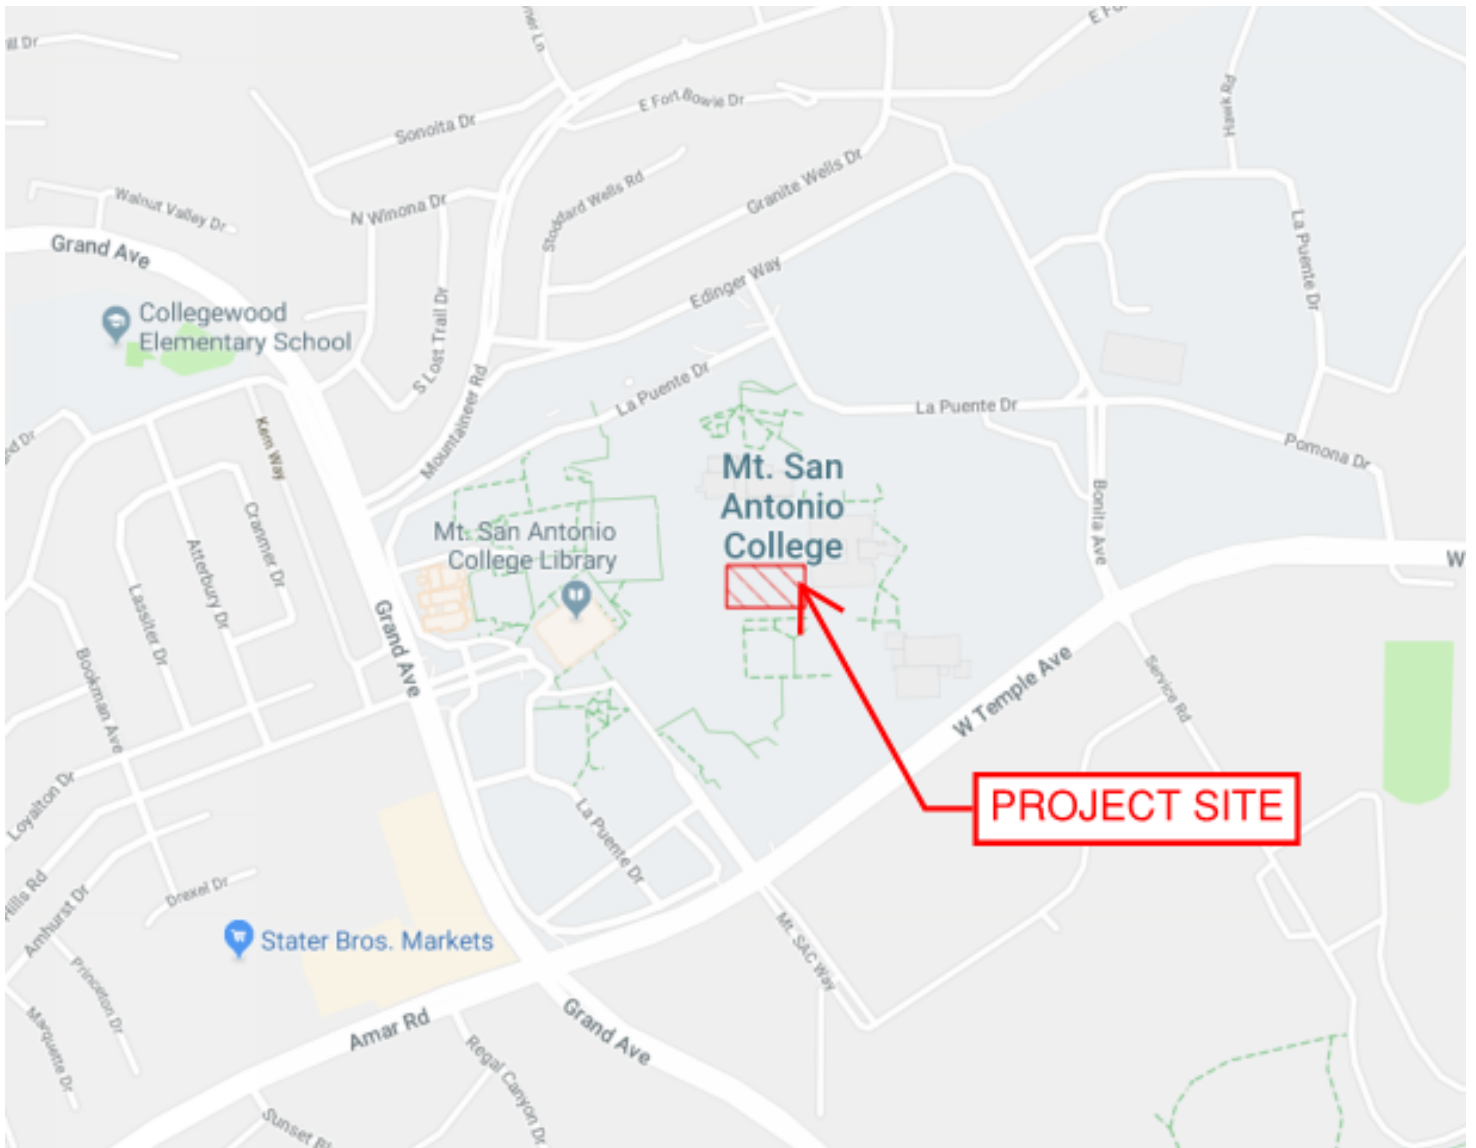 E Fort Bowie Dr
Sonoita Dr
Hawk Rd
Granite Wells Dr
Stoddard Wells Rd
Walnut Valley Dr
N Winona Dr
La Puente Dr
Grand Ave
Edinger Way
Collegewood
Elementary School
S Lost Trail Dr
La Puente Dr
Mountaineer Rd
La Puente Dr
Kem Way
Pomona Dr
Mt. San
Antonio
College
Cranmer Dr
Bonita Ave
Mt. San Antonio
College Library
Atterbury Dr
Lassiter Dr
Grand Ave
Bookman Ave
W Temple Ave
Service Rd
PROJECT SITE
Loyalton Dr
La Puente Dr
Drexel Dr
Hills Rd
Amhurst Dr
Stater Bros. Markets
Mt. SAC Way
Princeton Dr
Marquette Dr
Amar Rd
Grand Ave
Regal Canyon Dr
Sunset Bl
W